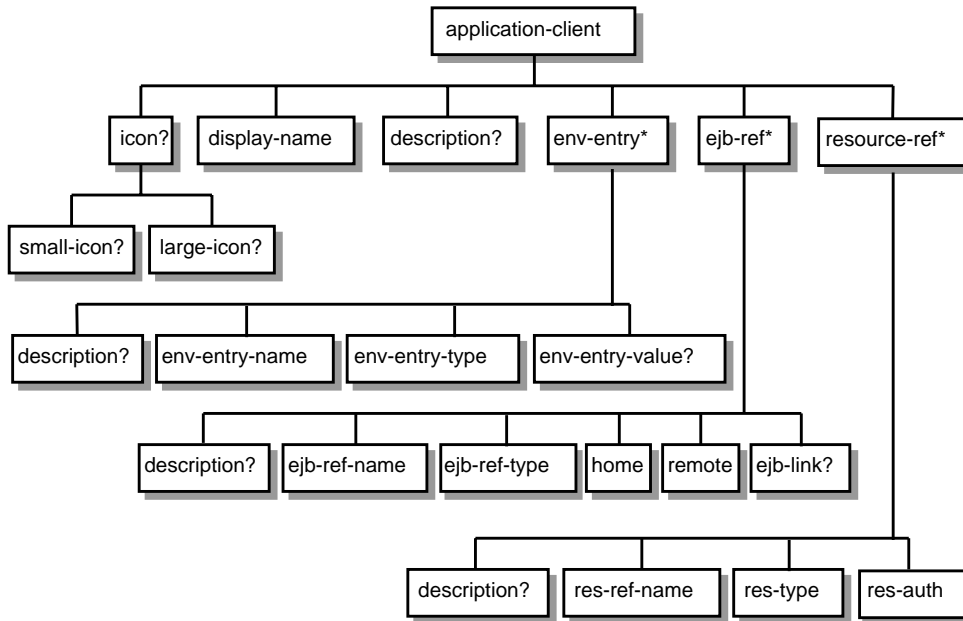 application-client
icon?
display-name
description?
env-entry*
ejb-ref*
resource-ref*
small-icon?
large-icon?
description?
env-entry-name
env-entry-type
env-entry-value?
description?
ejb-ref-name
ejb-ref-type
home
remote
ejb-link?
description?
res-ref-name
res-type
res-auth